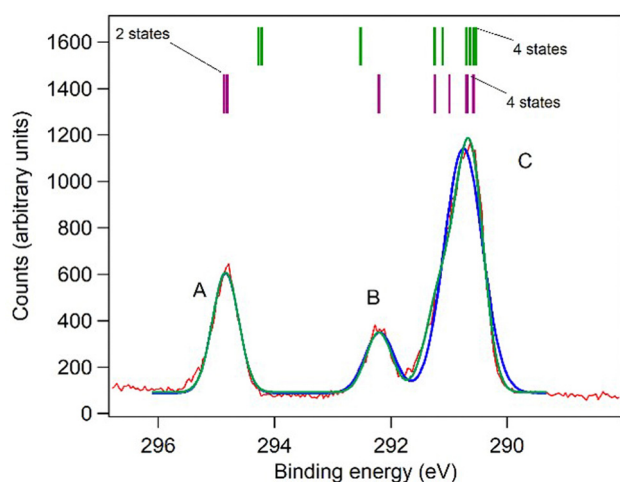 1600
1400
1200
1000
800
600
400
200
0
Counts (arbitrary units)
2 states
4 states
4 states
A
B
C
296
294
292
290
Binding energy (eV)